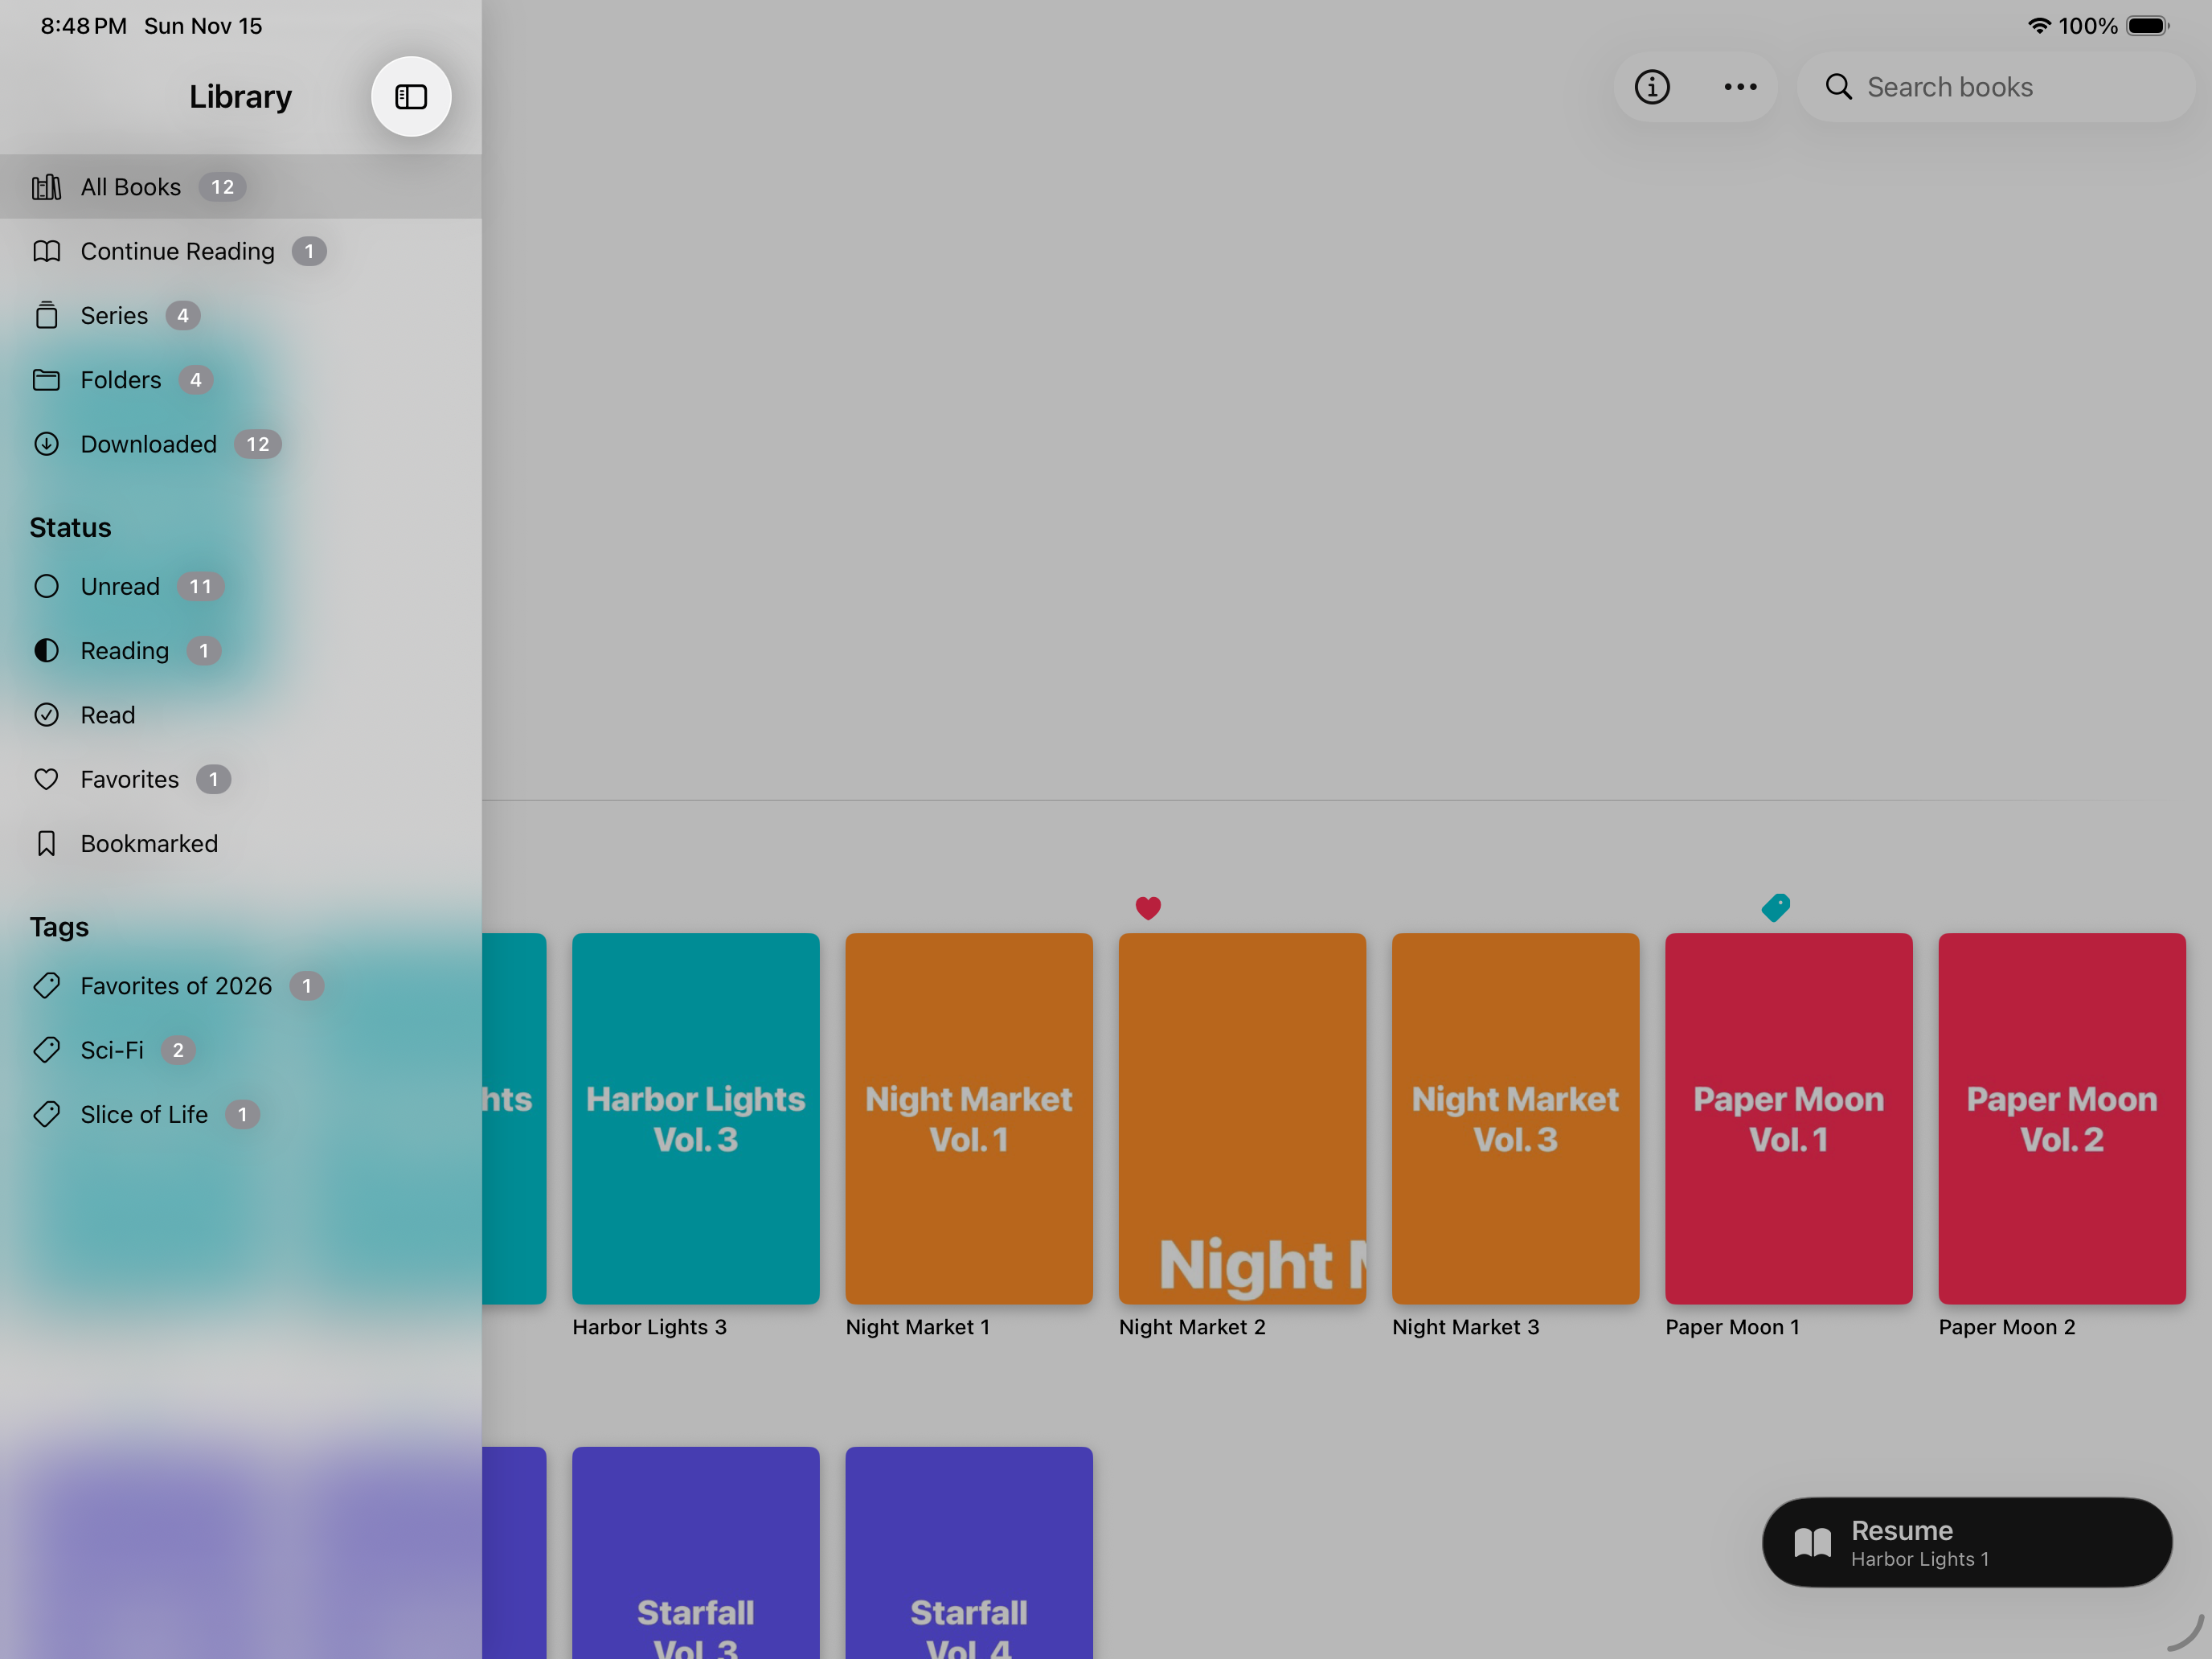 8:48 PM Sun Nov 15
100%
Library
Search books
All Books 12
Continue Reading 1
Series 4
Folders 4
Downloaded 12
Status
Unread 11
Reading 1
Read
Favorites 1
Bookmarked
Tags
Favorites of 2026 1
Sci-Fi 2
Slice of Life 1
hts
Harbor Lights
Vol. 3
Night Market
Vol. 1
Night M
Night Market
Vol. 3
Paper Moon
Vol. 1
Paper Moon
Vol. 2
Harbor Lights 3
Night Market 1
Night Market 2
Night Market 3
Paper Moon 1
Paper Moon 2
Starfall
Vol. 3
Starfall
Vol. 4
Resume
Harbor Lights 1